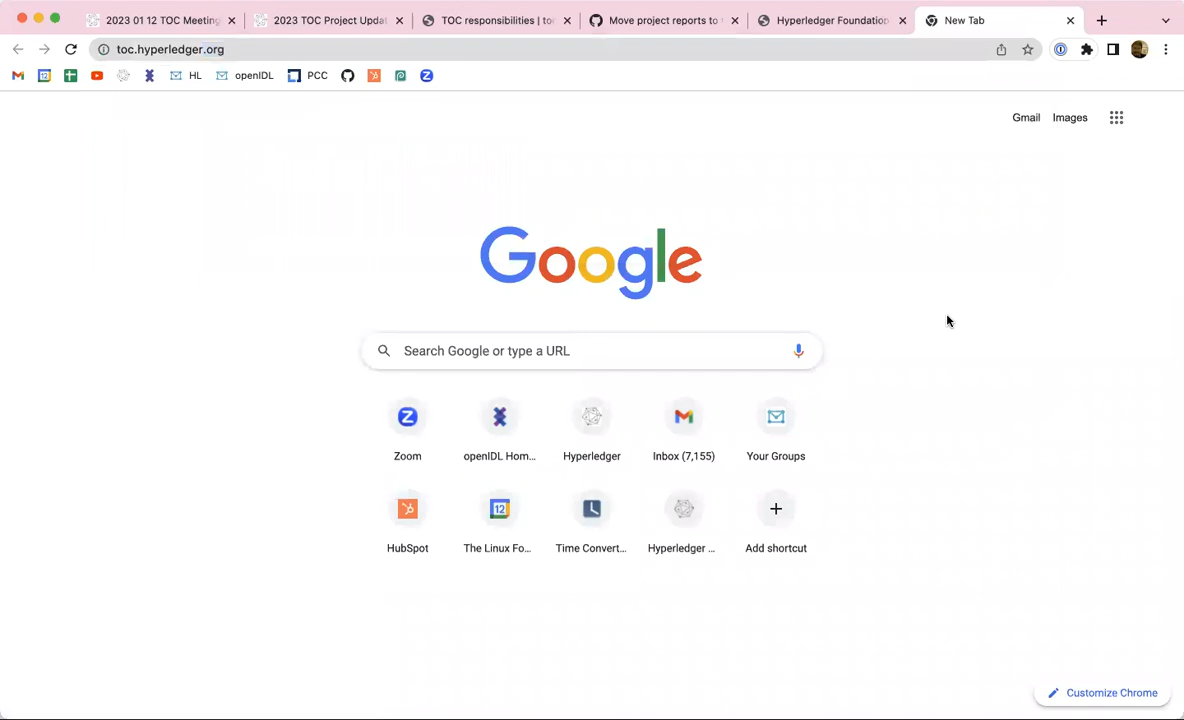 2023 01 12 TOC Meeting
2023 TOC Project Upda
TOC responsibilities | to
Move project reports to
Hyperledger Foundation
New Tab
toc.hyperledger.org
HL
openIDL
PCC
Gmail
Images
Google
Search Google or type a URL
Zoom
openIDL Hom...
Hyperledger
Inbox (7,155)
Your Groups
12
HubSpot
The Linux Fo...
Time Convert...
Hyperledger ...
Add shortcut
Customize Chrome